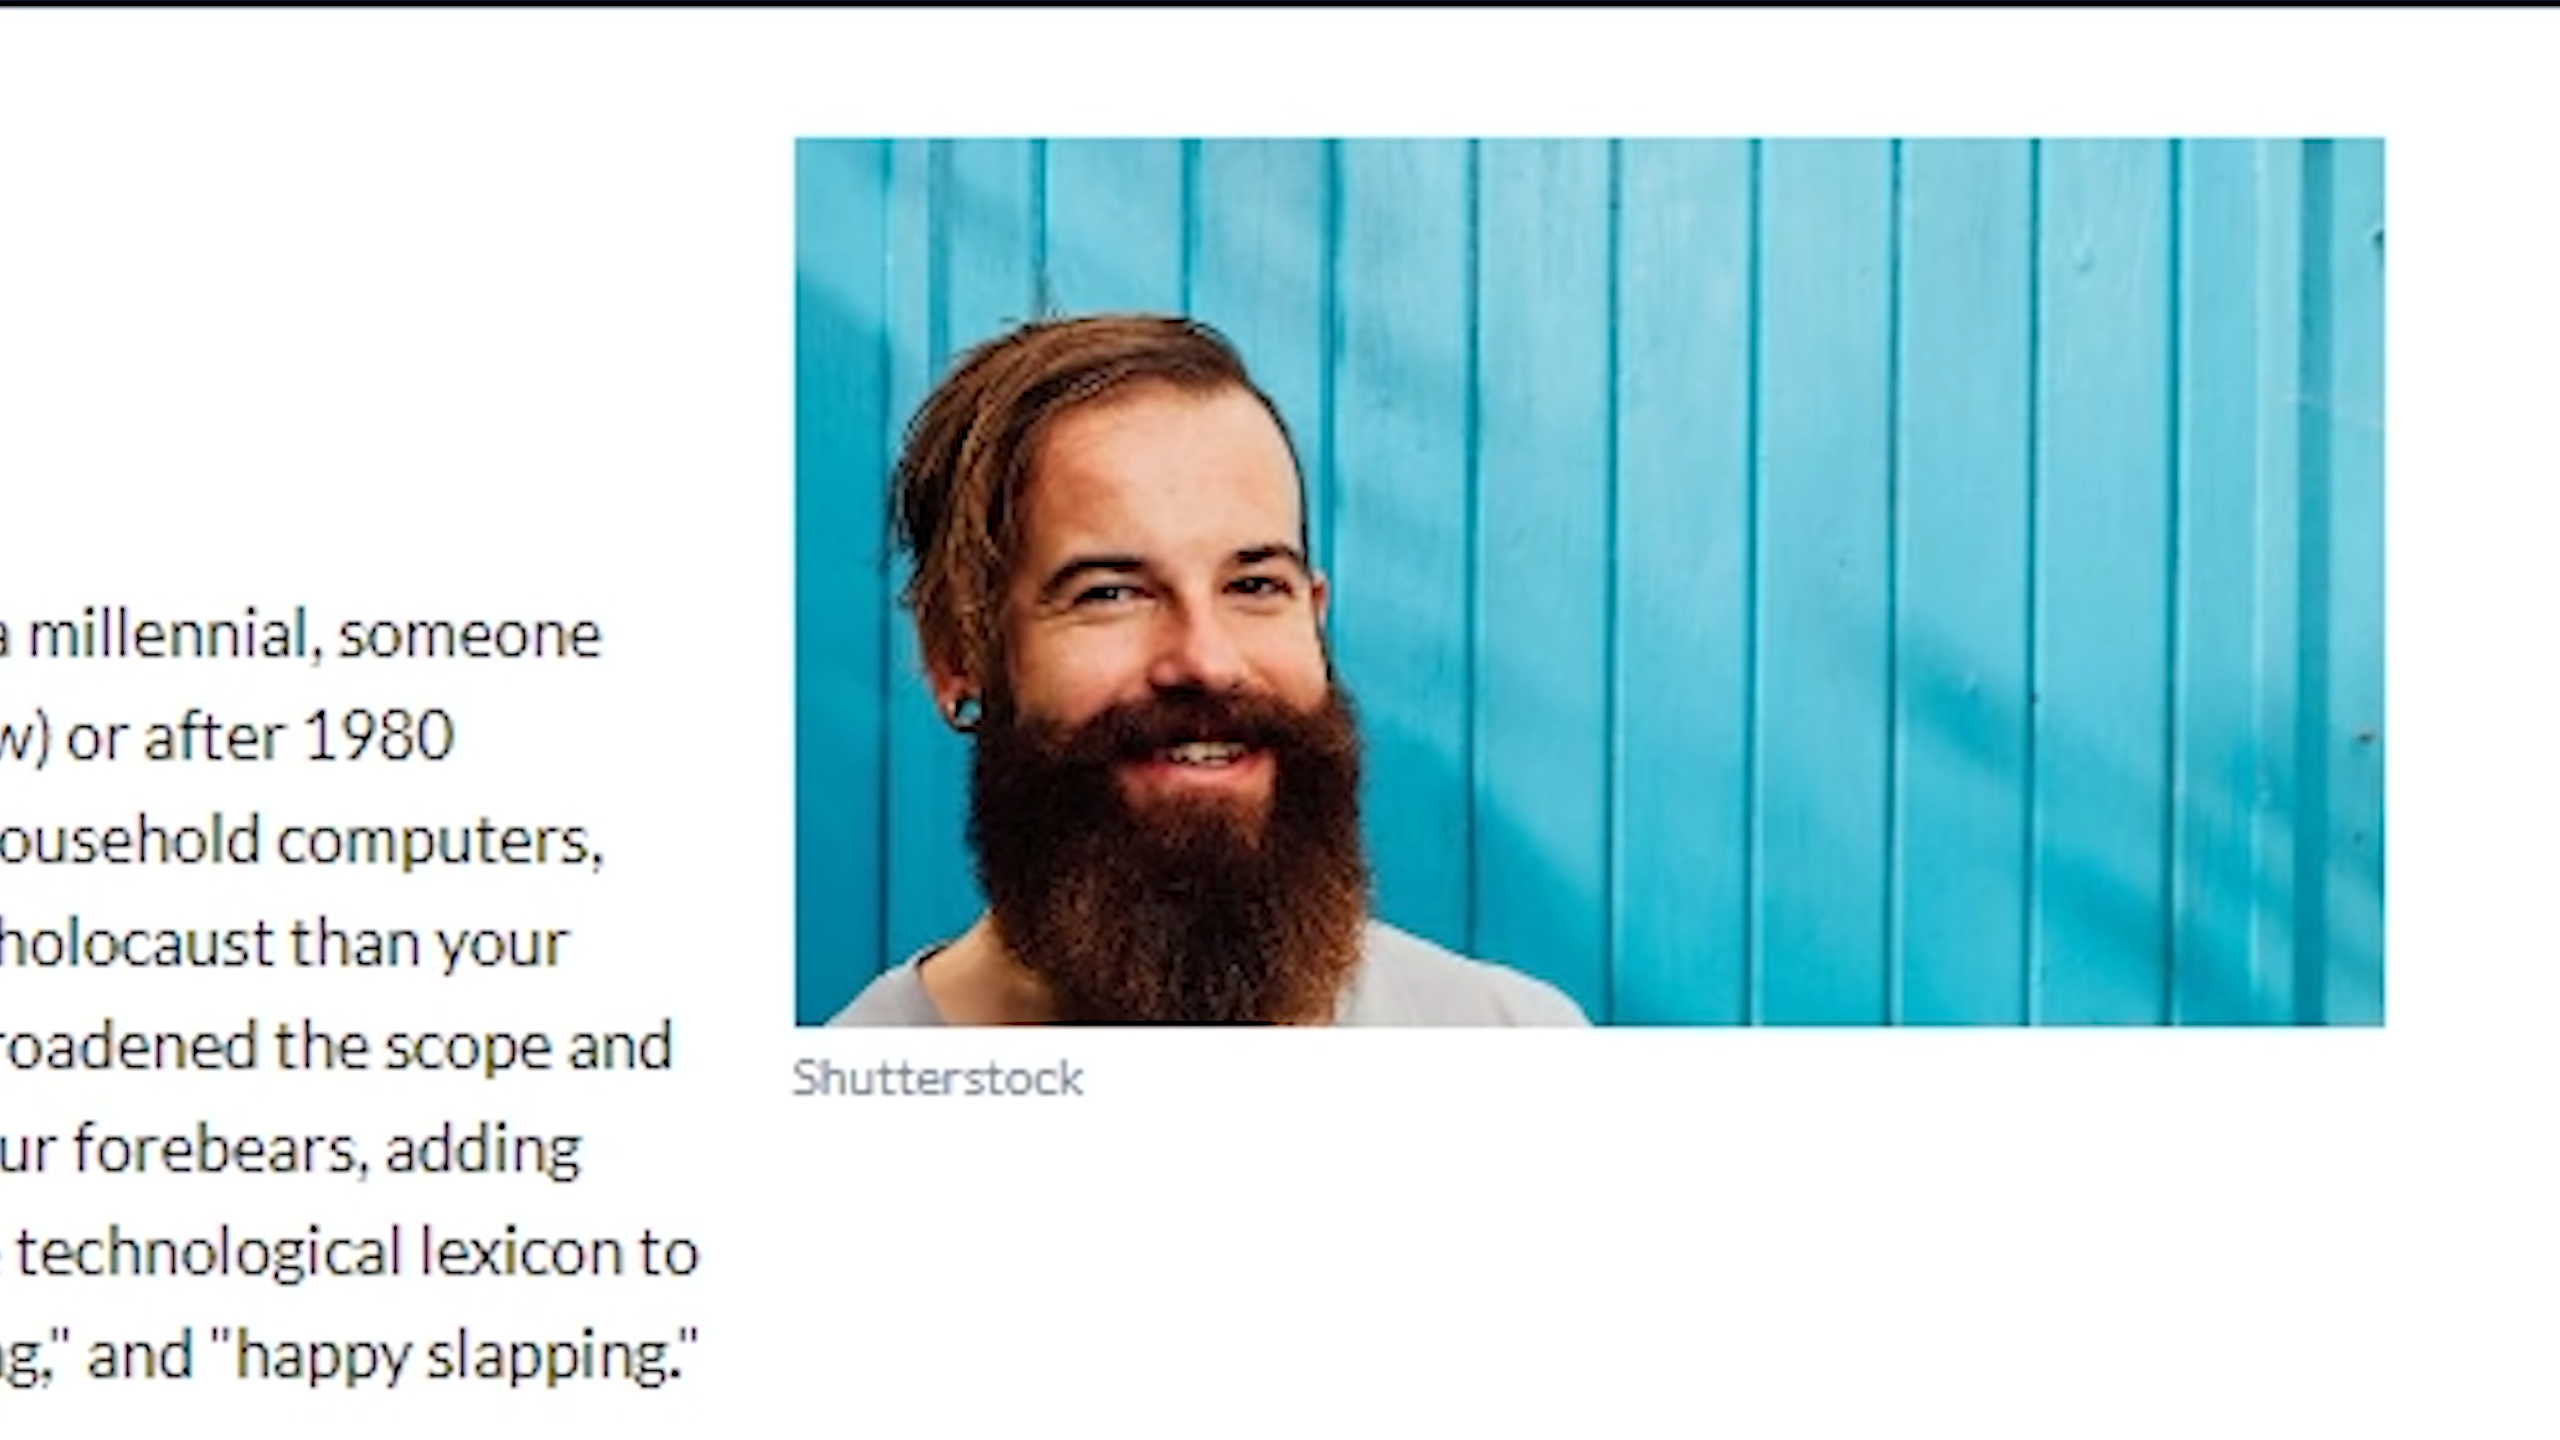 a millennial, someone
w) or after 1980
ousehold computers,
holocaust than your
roadened the scope and
ur forebears, adding
technological lexicon to
g," and "happy slapping."
Shutterstock